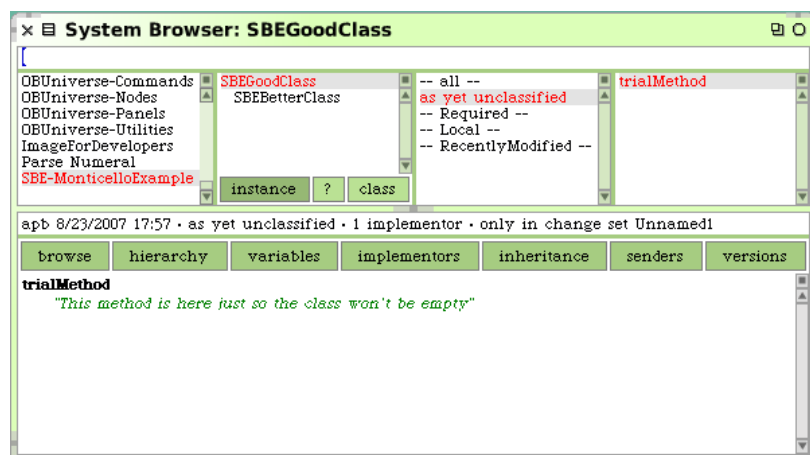 System Browser: SBEGoodClass
OBUniverse-Commands
OBUniverse-Nodes
OBUniverse-Panels
OBUniverse-Utilities
ImageForDevelopers
Parse Numeral
SBE-MonticelloExample
SBEGoodClass
SBEBetterClass
instance ? class
-- all --
as yet unclassified
-- Required --
-- Local --
-- RecentlyModified --
trialMethod
apb 8/23/2007 17:57 · as yet unclassified · 1 implementor · only in change set Unnamed1
browse hierarchy variables implementors inheritance senders versions
trialMethod
"This method is here just so the class won't be empty"